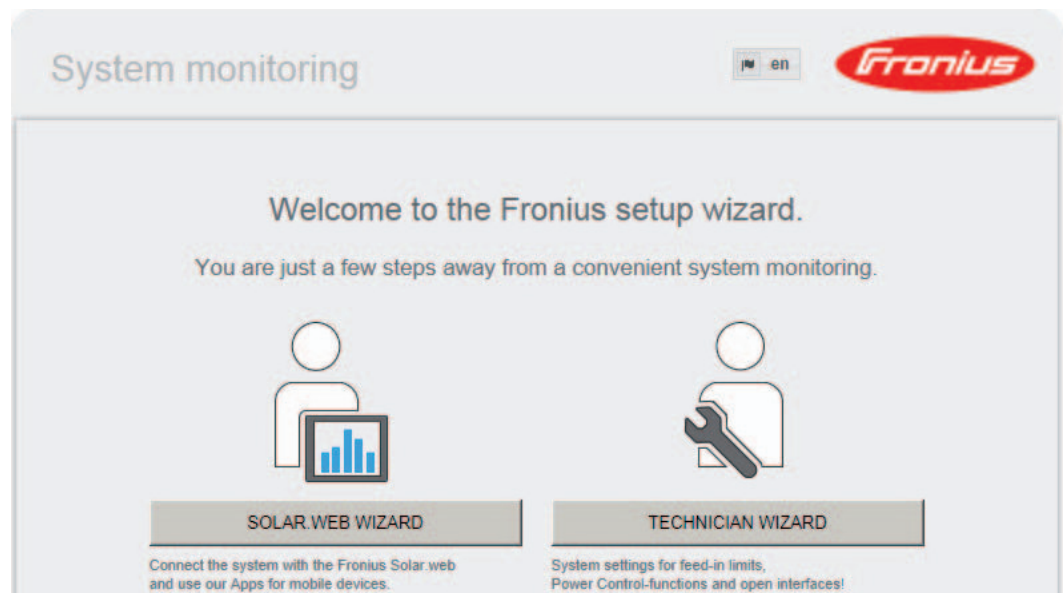 System monitoring
en
Fronius
Welcome to the Fronius setup wizard.
You are just a few steps away from a convenient system monitoring.
SOLAR.WEB WIZARD
TECHNICIAN WIZARD
Connect the system with the Fronius Solar.web
and use our Apps for mobile devices.
System settings for feed-in limits,
Power Control-functions and open interfaces!